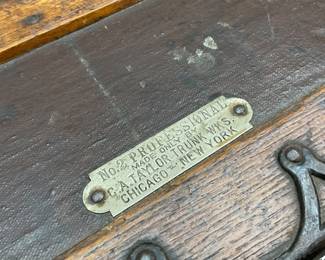 No. 2 PROFESSIONAL
MADE ONLY BY
C.A. TAYLOR TRUNK WKS.
CHICAGO - NEW YORK